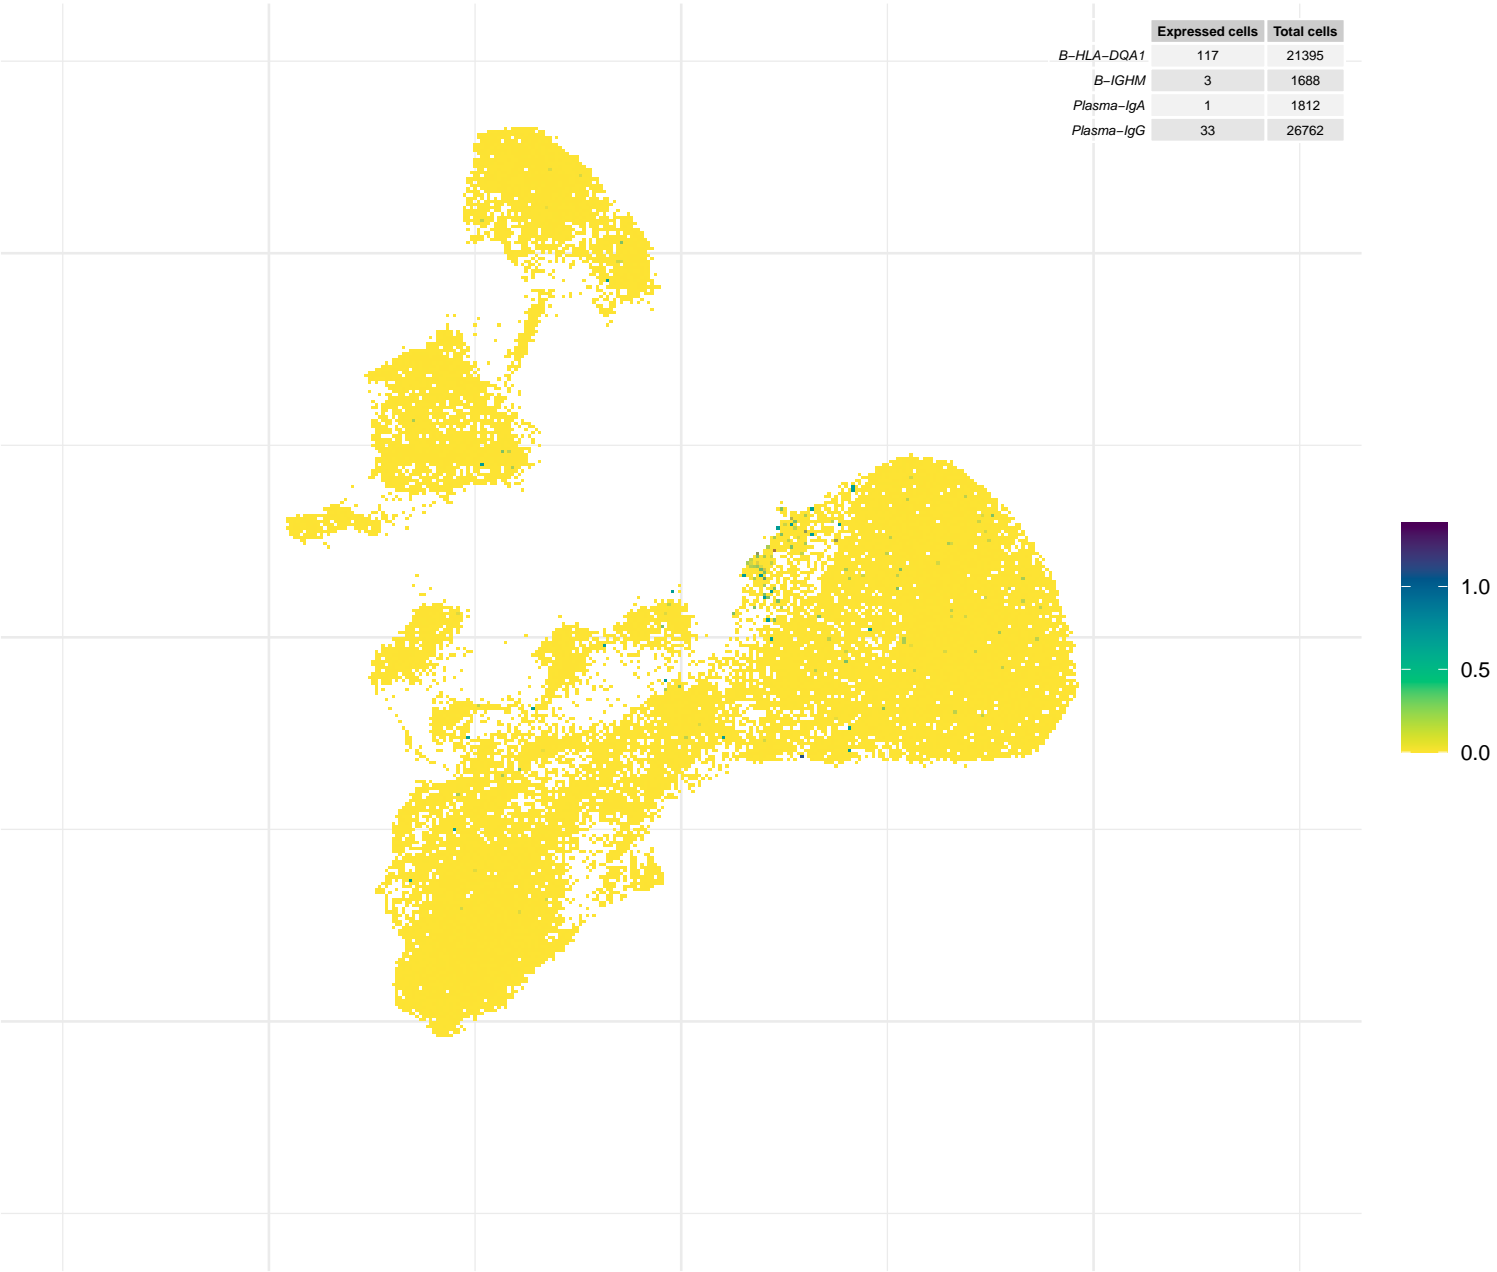 Expressed cells Total cells
B–HLA–DQA1 117 21395
B–IGHM 3 1688
Plasma–IgA 1 1812
Plasma–IgG 33 26762
1.0
0.5
0.0